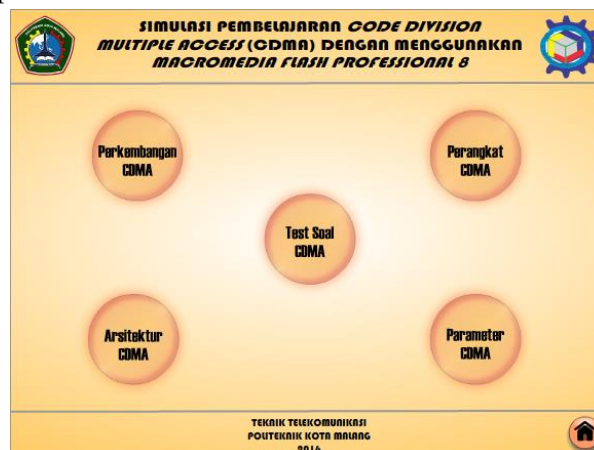 SIMULASI PEMBELAJARAN CODE DIVISION
MULTIPLE ACCESS (CDMA) DENGAN MENGGUNAKAN
MACROMEDIA FLASH PROFESSIONAL 8
Perkembangan
CDMA
Perangkat
CDMA
Test Soal
CDMA
Arsitektur
CDMA
Parameter
CDMA
TEKNIK TELEKOMUNIKASI
POLITEKNIK KOTA MALANG